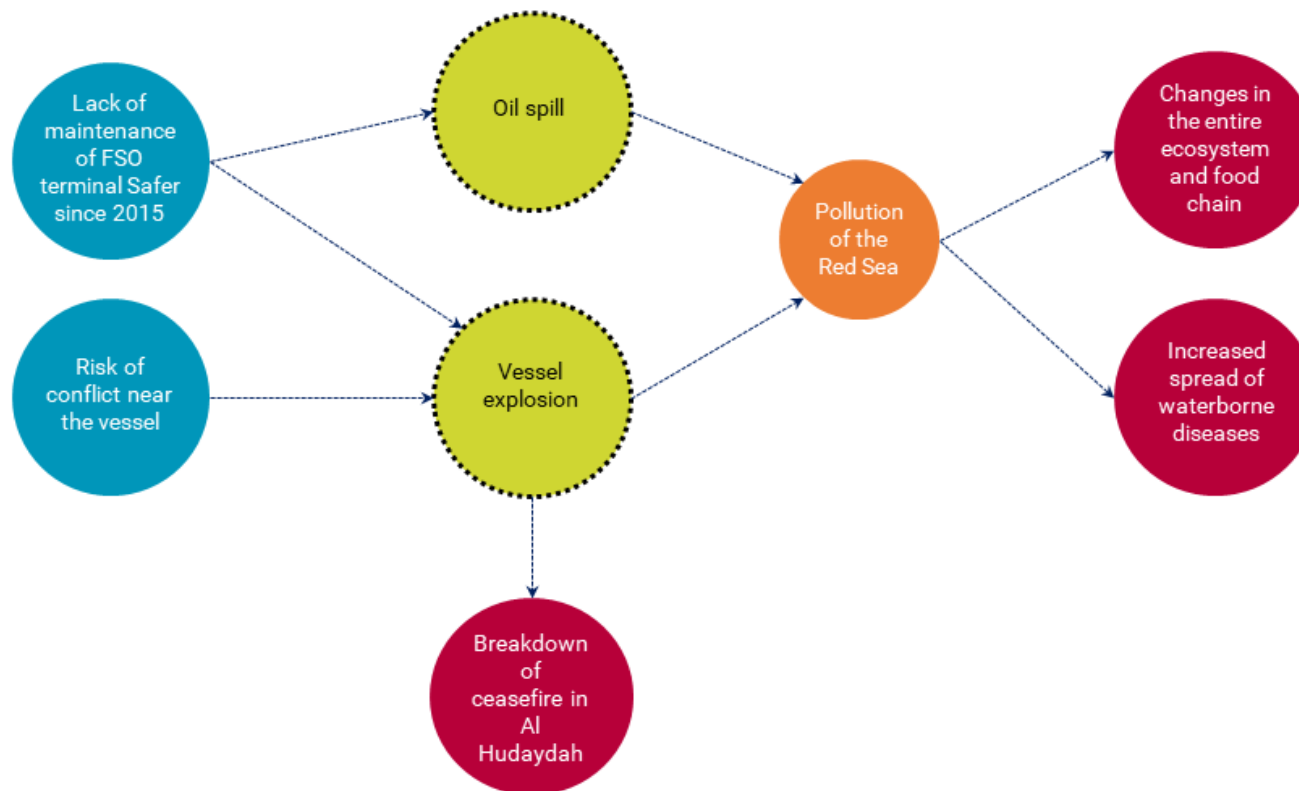 Lack of
maintenance
of FSO
terminal Safer
since 2015
Oil spill
Changes in
the entire
ecosystem
and food
chain
Pollution
of the
Red Sea
Risk of
conflict near
the vessel
Vessel
explosion
Increased
spread of
waterborne
diseases
Breakdown
of
ceasefire in
Al
Hudaydah